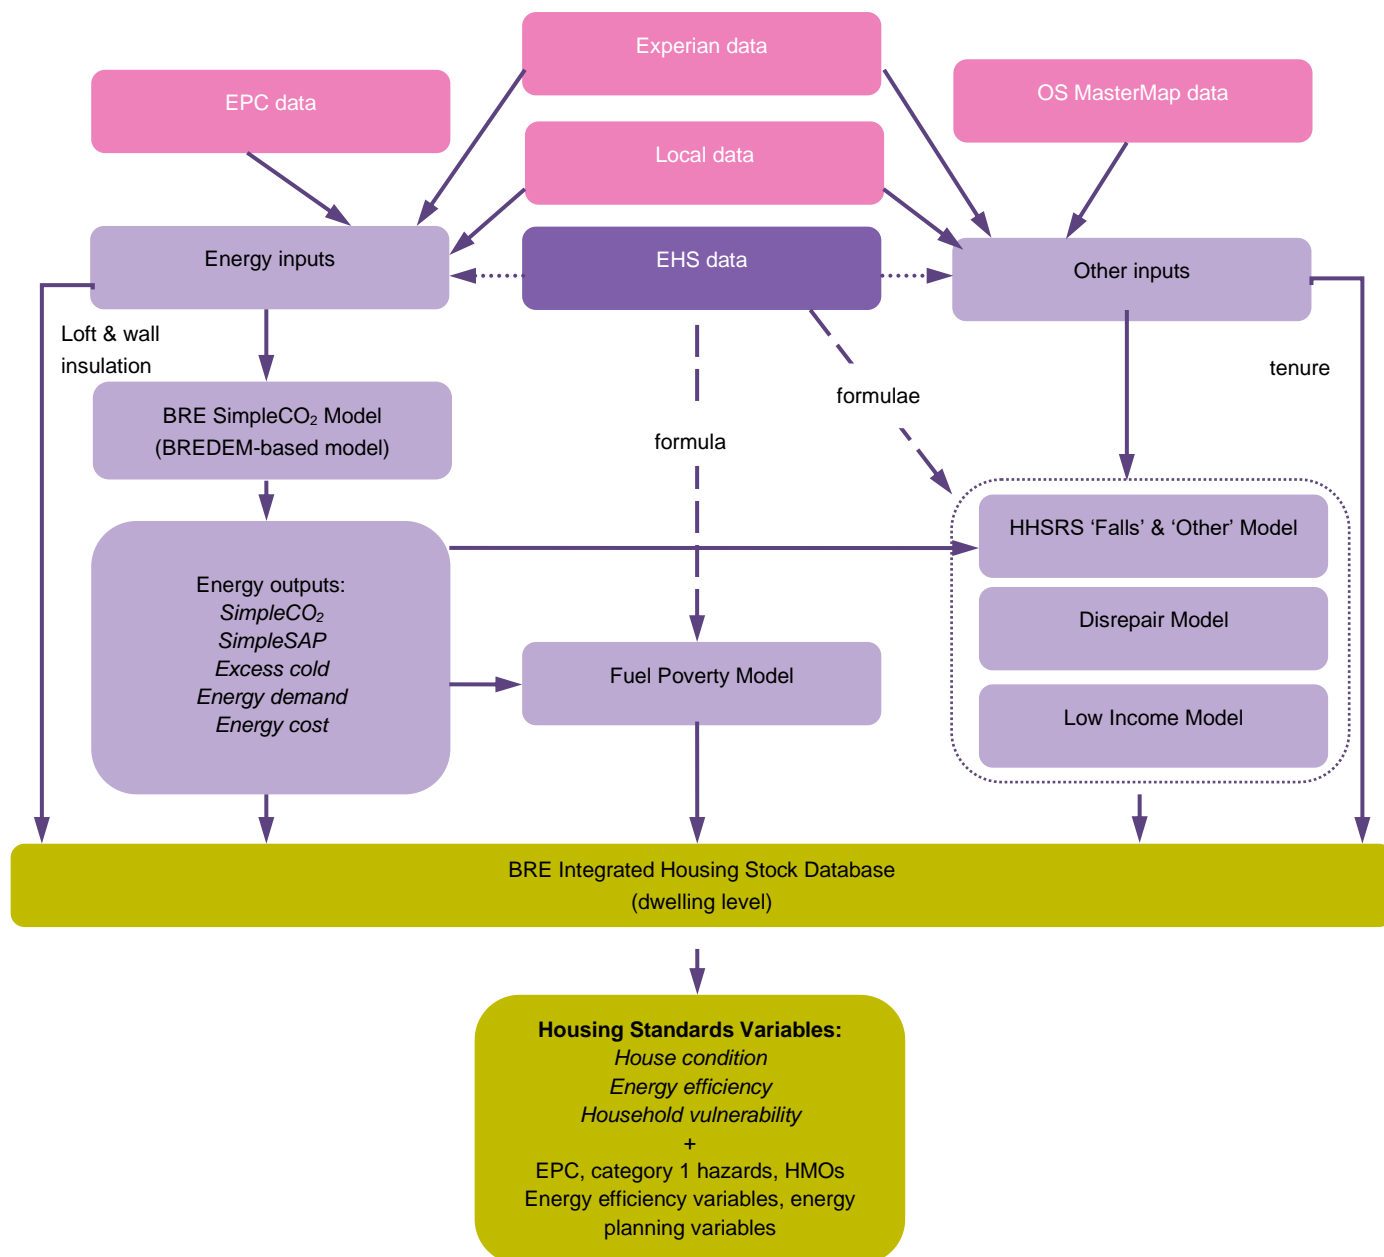 Experian data
EPC data
OS MasterMap data
Local data
Energy inputs
EHS data
Other inputs
Loft & wall
insulation
tenure
formulae
BRE SimpleCO₂ Model
(BREDEM-based model)
formula
HHSRS ‘Falls’ & ‘Other’ Model
Energy outputs:
SimpleCO₂
SimpleSAP
Excess cold
Energy demand
Energy cost
Disrepair Model
Fuel Poverty Model
Low Income Model
BRE Integrated Housing Stock Database
(dwelling level)
Housing Standards Variables:
House condition
Energy efficiency
Household vulnerability
+
EPC, category 1 hazards, HMOs
Energy efficiency variables, energy
planning variables